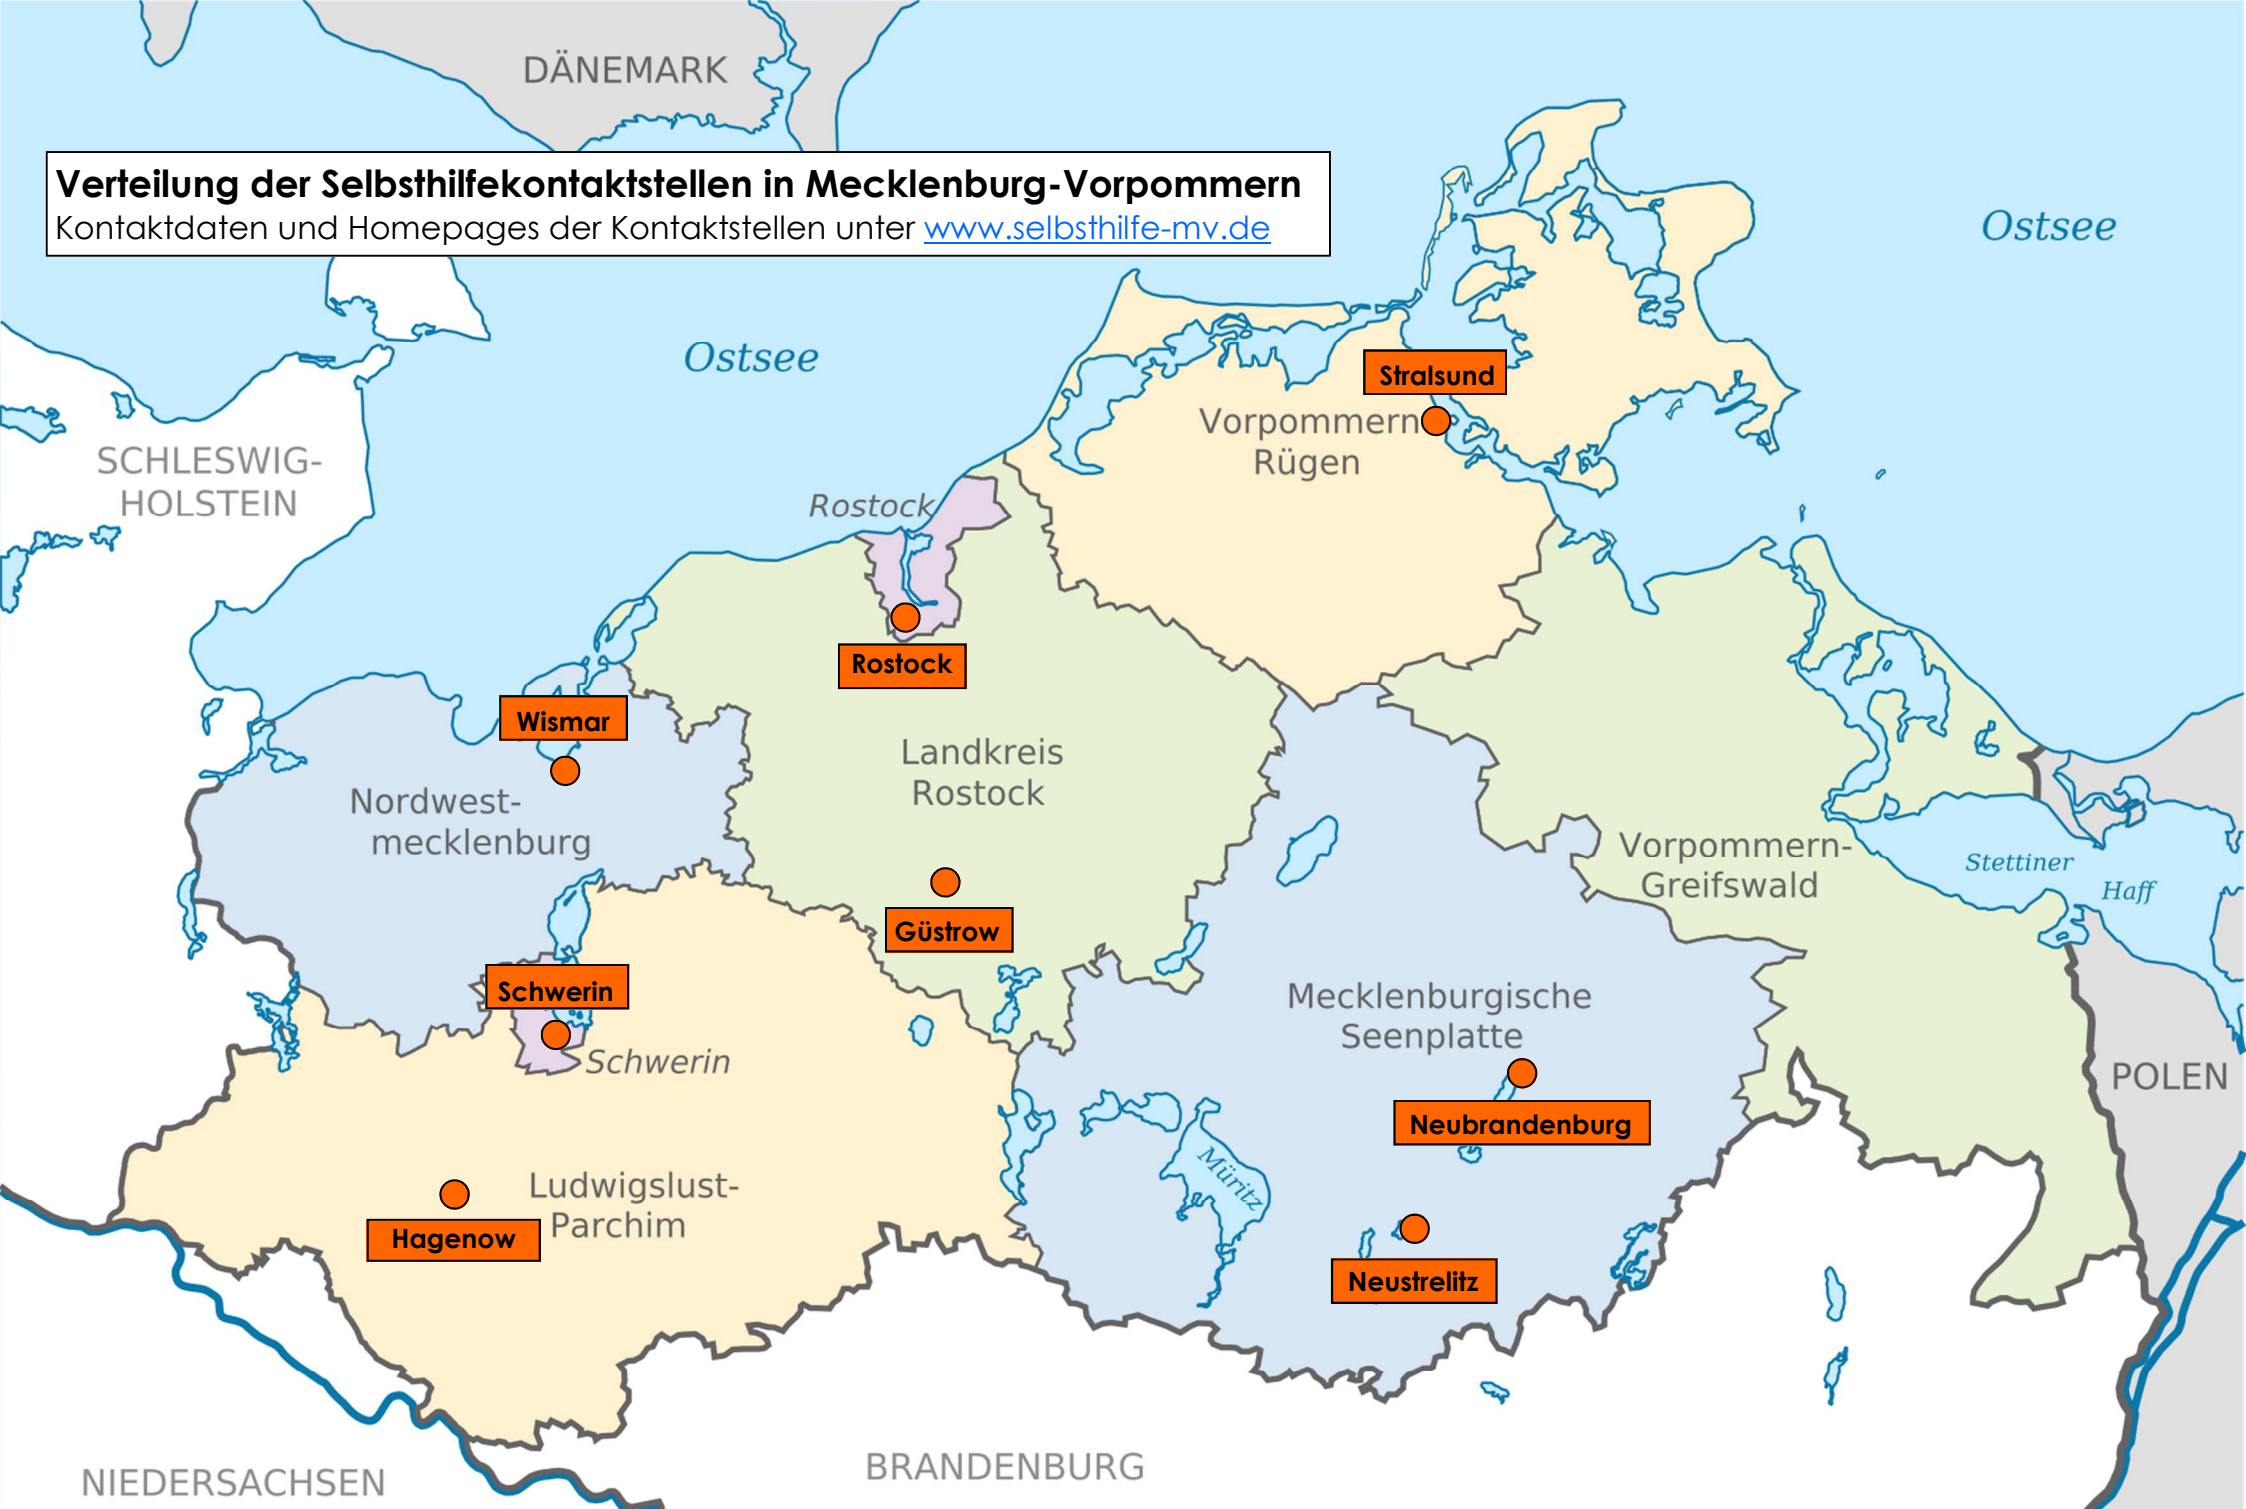 DÄNEMARK
Verteilung der Selbsthilfekontaktstellen in Mecklenburg-Vorpommern
Kontaktdaten und Homepages der Kontaktstellen unter www.selbsthilfe-mv.de
Ostsee
Ostsee
Stralsund
Vorpommern
Rügen
SCHLESWIG-
HOLSTEIN
Rostock
Rostock
Wismar
Landkreis
Rostock
Nordwest-
mecklenburg
Vorpommern-
Greifswald
Stettiner
Haff
Güstrow
Schwerin
Mecklenburgische
Seenplatte
Schwerin
POLEN
Neubrandenburg
Müritz
Ludwigslust-
Parchim
Hagenow
Neustrelitz
BRANDENBURG
NIEDERSACHSEN